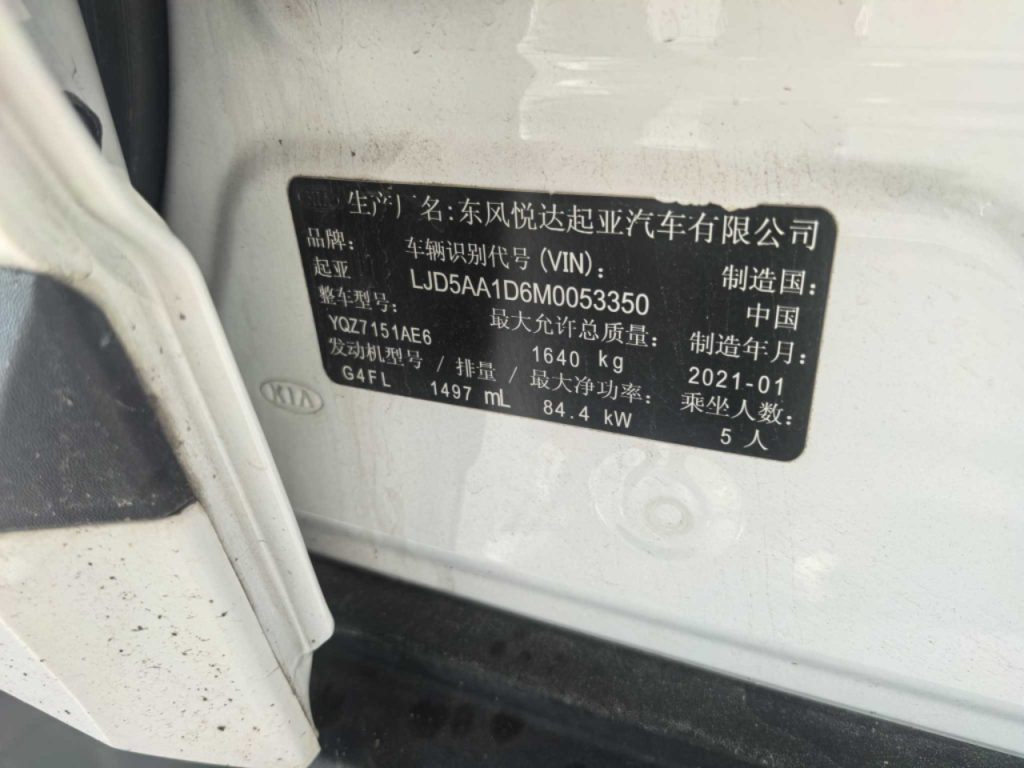 KIA 生产厂名:东风悦达起亚汽车有限公司
品牌: 车辆识别代号(VIN): 制造国:
起亚 LJD5AA1D6M0053350 中国
整车型号: 最大允许总质量: 制造年月:
YQZ7151AE6 1640 kg 2021-01
发动机型号 / 排量 / 最大净功率: 乘坐人数:
G4FL 1497 mL 84.4 kW 5 人
KIA